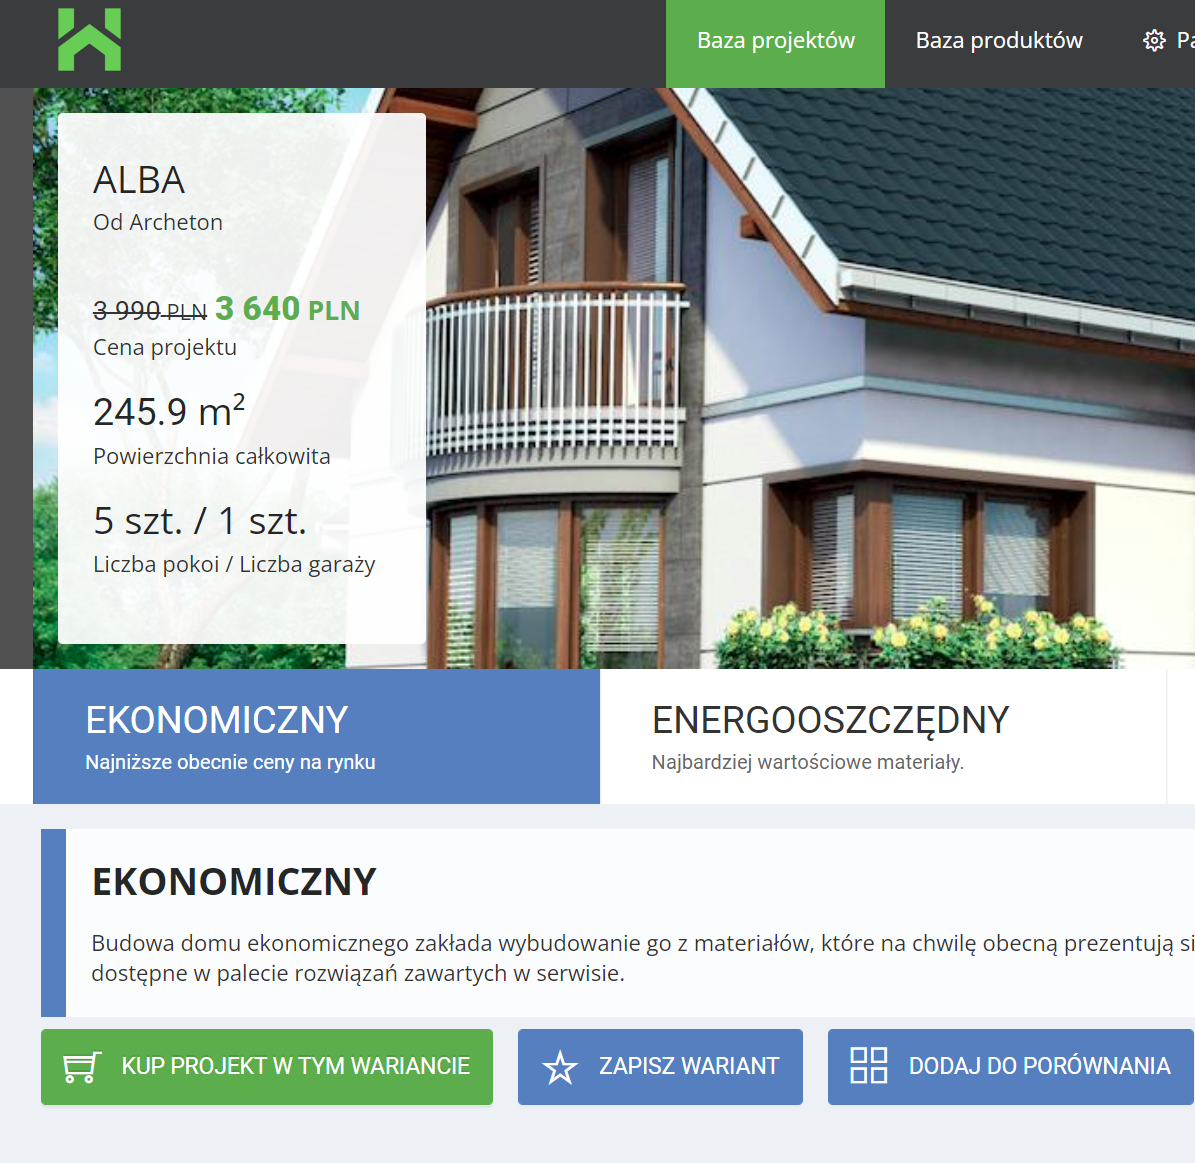 Baza projektów
Baza produktów
ALBA
Od Archeton
3 990 PLN 3 640 PLN
Cena projektu
245.9 m²
Powierzchnia całkowita
5 szt. / 1 szt.
Liczba pokoi / Liczba garaży
EKONOMICZNY
Najniższe obecnie ceny na rynku
ENERGOOSZCZĘDNY
Najbardziej wartościowe materiały.
EKONOMICZNY
Budowa domu ekonomicznego zakłada wybudowanie go z materiałów, które na chwilę obecną prezentują
dostępne w palecie rozwiązań zawartych w serwisie.
KUP PROJEKT W TYM WARIANCIE
ZAPISZ WARIANT
DODAJ DO PORÓWNANIA